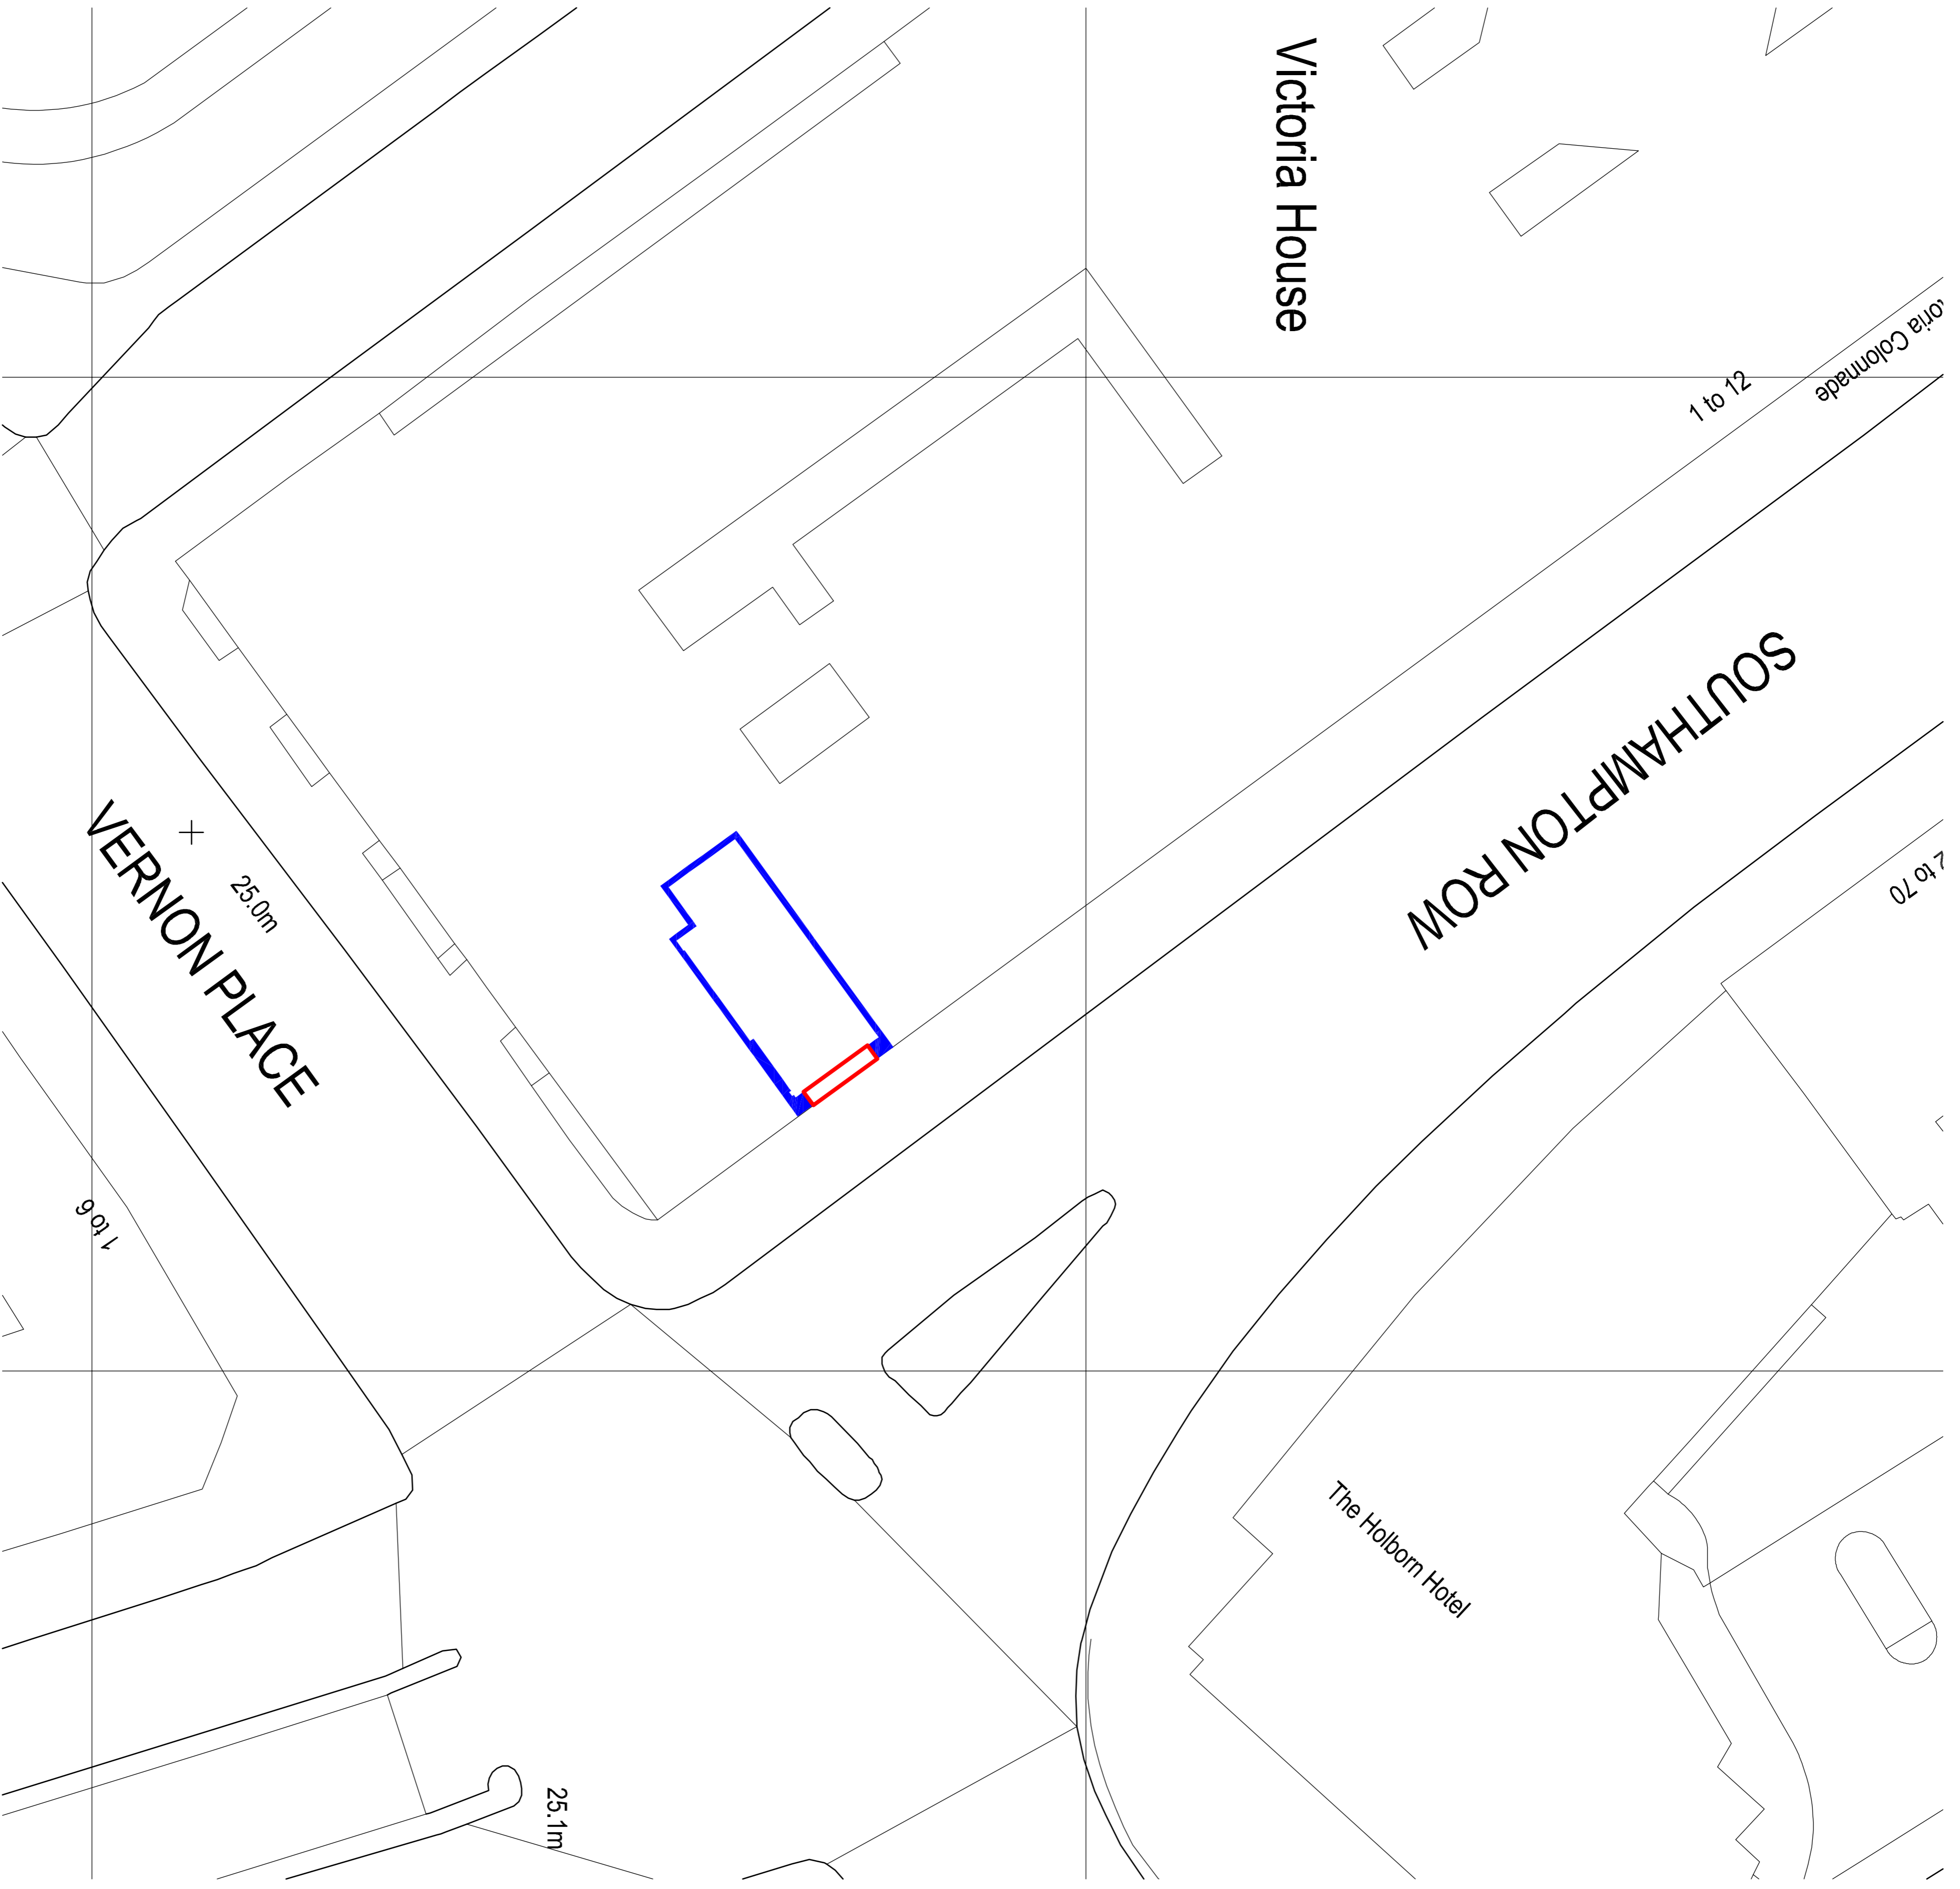 Victoria House
1 to 12
Colonnade
SOUTHAMPTON ROW
to 70
VERNON PLACE
25.0m
1 to 6
The Holborn Hotel
25.1m